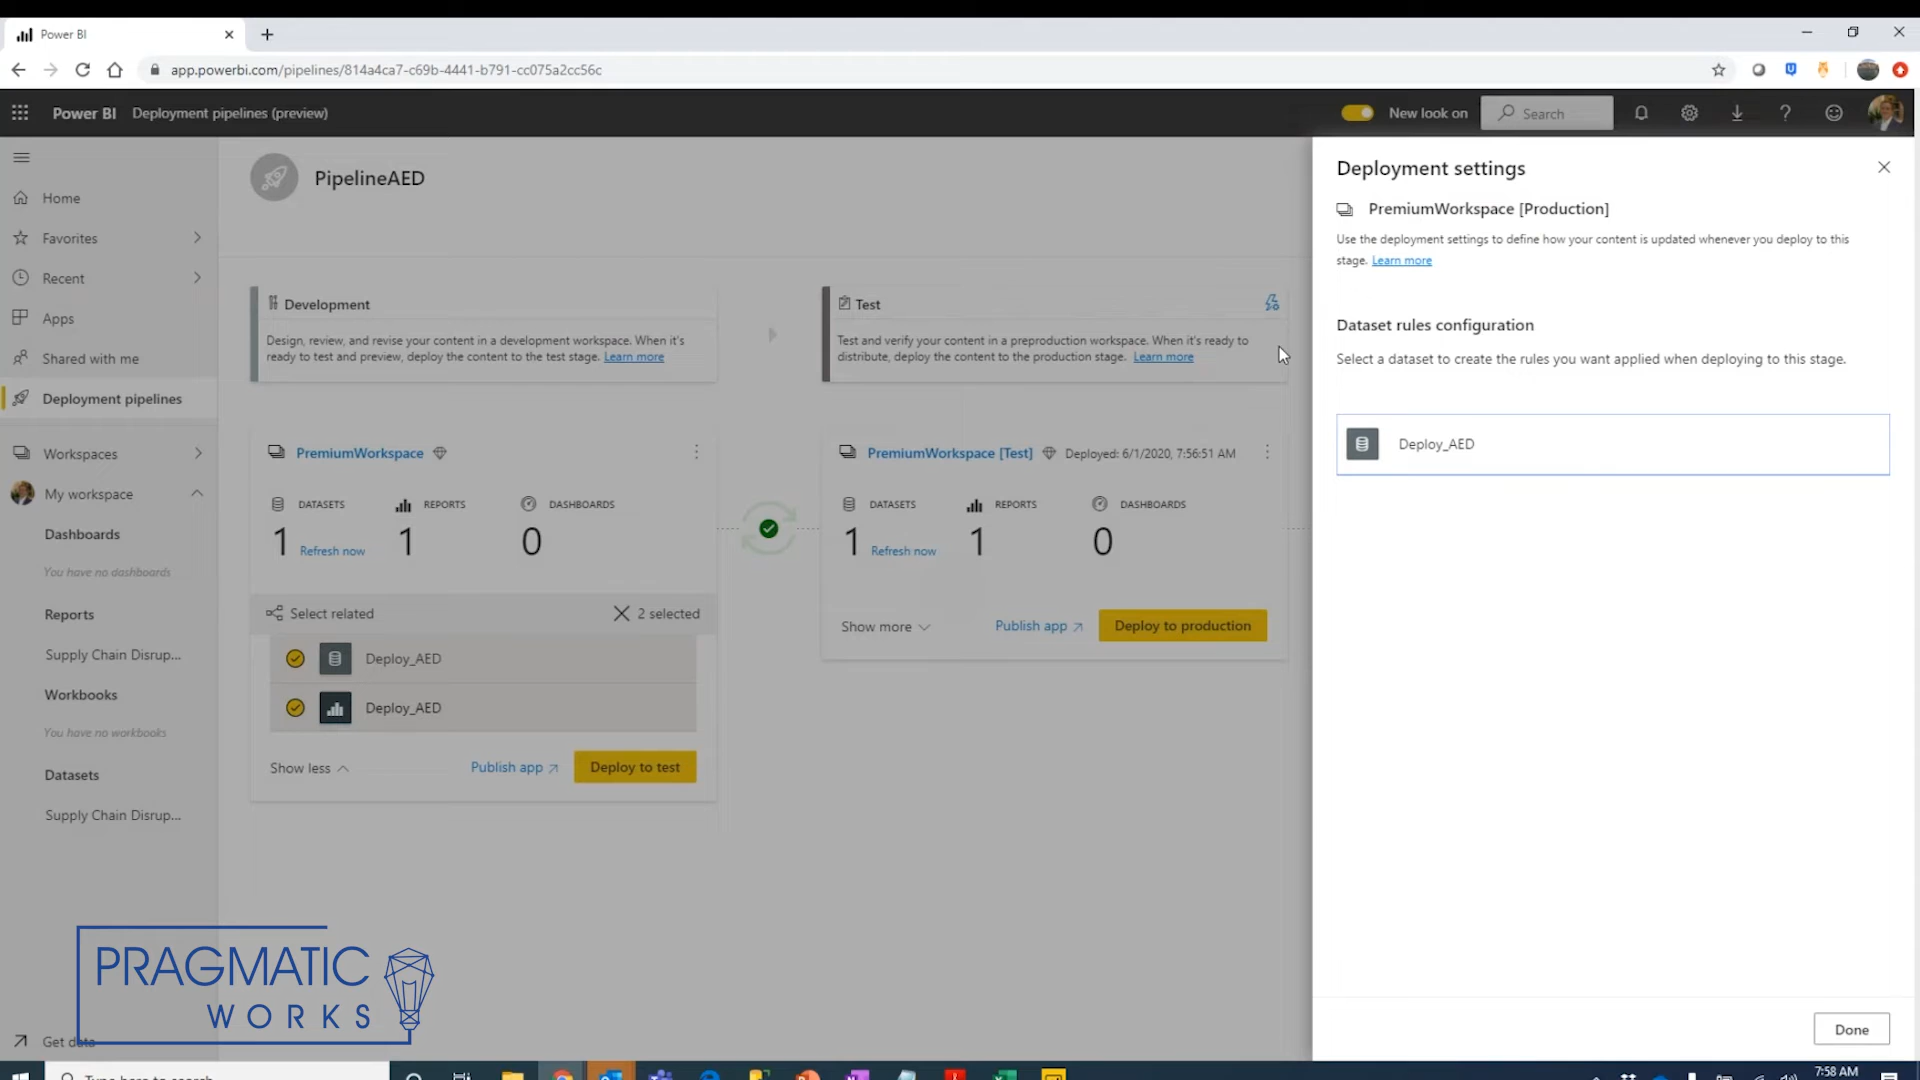 Power BI
app.powerbi.com/pipelines/814a4ca7-c69b-4441-b791-cc075a2cc56c
Power BI Deployment pipelines (preview)
New look on
Search
Home
Favorites
Recent
Apps
Shared with me
Deployment pipelines
Workspaces
My workspace
Dashboards
You have no dashboards
Reports
Supply Chain Disrup...
Workbooks
You have no workbooks
Datasets
Supply Chain Disrup...
Get data
PipelineAED
Development
Design, review, and revise your content in a development workspace. When it's
ready to test and preview, deploy the content to the test stage. Learn more
PremiumWorkspace
DATASETS REPORTS DASHBOARDS
1 Refresh now 1 0
Select related 2 selected
Deploy_AED
Deploy_AED
Show less Publish app Deploy to test
Test
Test and verify your content in a preproduction workspace. When it's ready to
distribute, deploy the content to the production stage. Learn more
PremiumWorkspace [Test] Deployed: 6/1/2020, 7:56:51 AM
DATASETS REPORTS DASHBOARDS
1 Refresh now 1 0
Show more Publish app Deploy to production
Deployment settings
PremiumWorkspace [Production]
Use the deployment settings to define how your content is updated whenever you deploy to this
stage. Learn more
Dataset rules configuration
Select a dataset to create the rules you want applied when deploying to this stage.
Deploy_AED
Done
PRAGMATIC
WORKS
Type here to search
7:58 AM